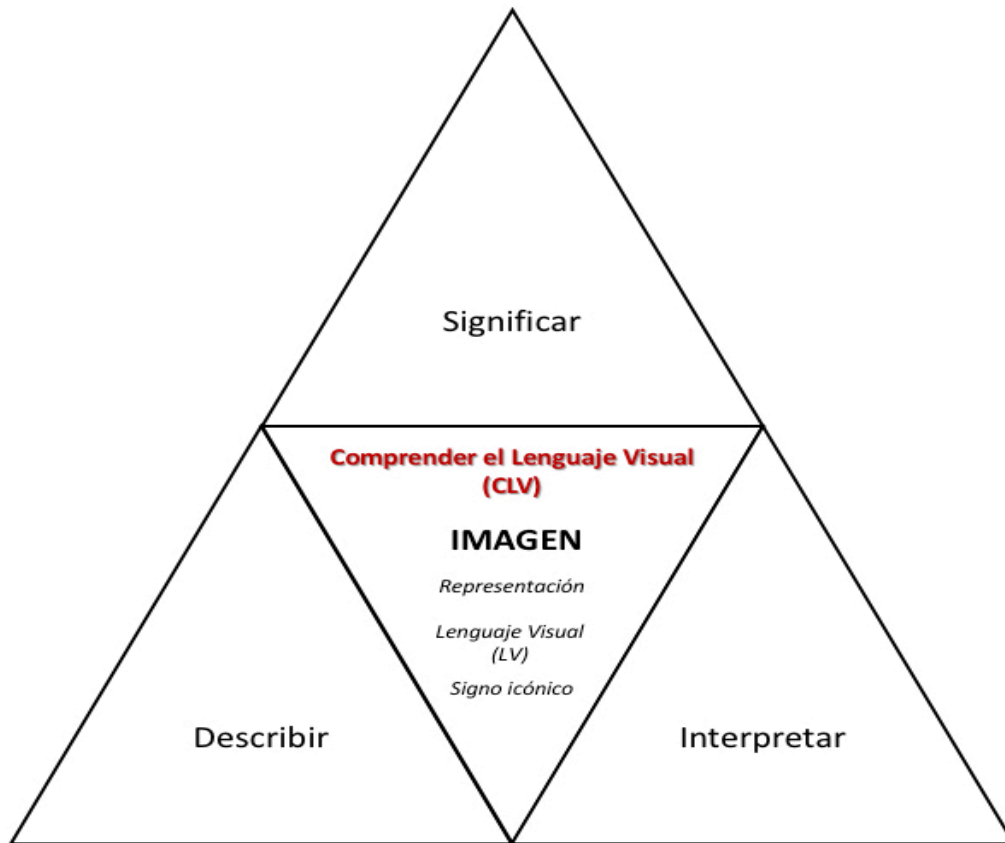 Significar
Comprender el Lenguaje Visual
(CLV)
IMAGEN
Representación
Lenguaje Visual
(LV)
Signo icónico
Describir
Interpretar